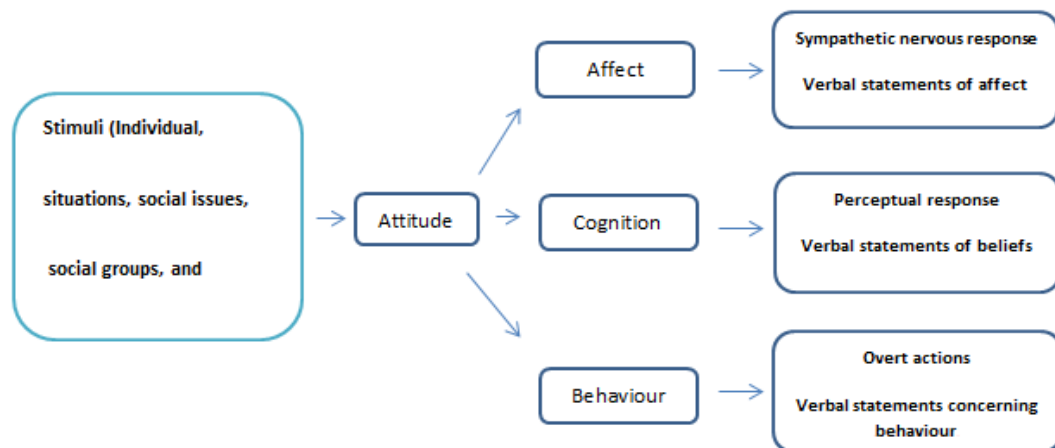 Stimuli (Individual,
situations, social issues,
social groups, and
Attitude
Affect
Cognition
Behaviour
Sympathetic nervous response
Verbal statements of affect
Perceptual response
Verbal statements of beliefs
Overt actions
Verbal statements concerning
behaviour